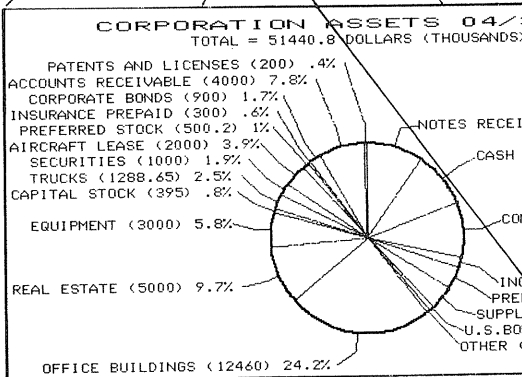 CORPORATION ASSETS 04/
TOTAL = 51440.8 DOLLARS (THOUSANDS)
PATENTS AND LICENSES (200) .4%
ACCOUNTS RECEIVABLE (4000) 7.8%
CORPORATE BONDS (900) 1.7%
INSURANCE PREPAID (300) .6%
PREFERRED STOCK (500.2) 1%
AIRCRAFT LEASE (2000) 3.9%
SECURITIES (1000) 1.9%
TRUCKS (1288.65) 2.5%
CAPITAL STOCK (395) .8%
EQUIPMENT (3000) 5.8%
REAL ESTATE (5000) 9.7%
OFFICE BUILDINGS (12460) 24.2%
NOTES RECEI
CASH
CO
IN
PRE
SUPPL
U.S.BO
OTHER (